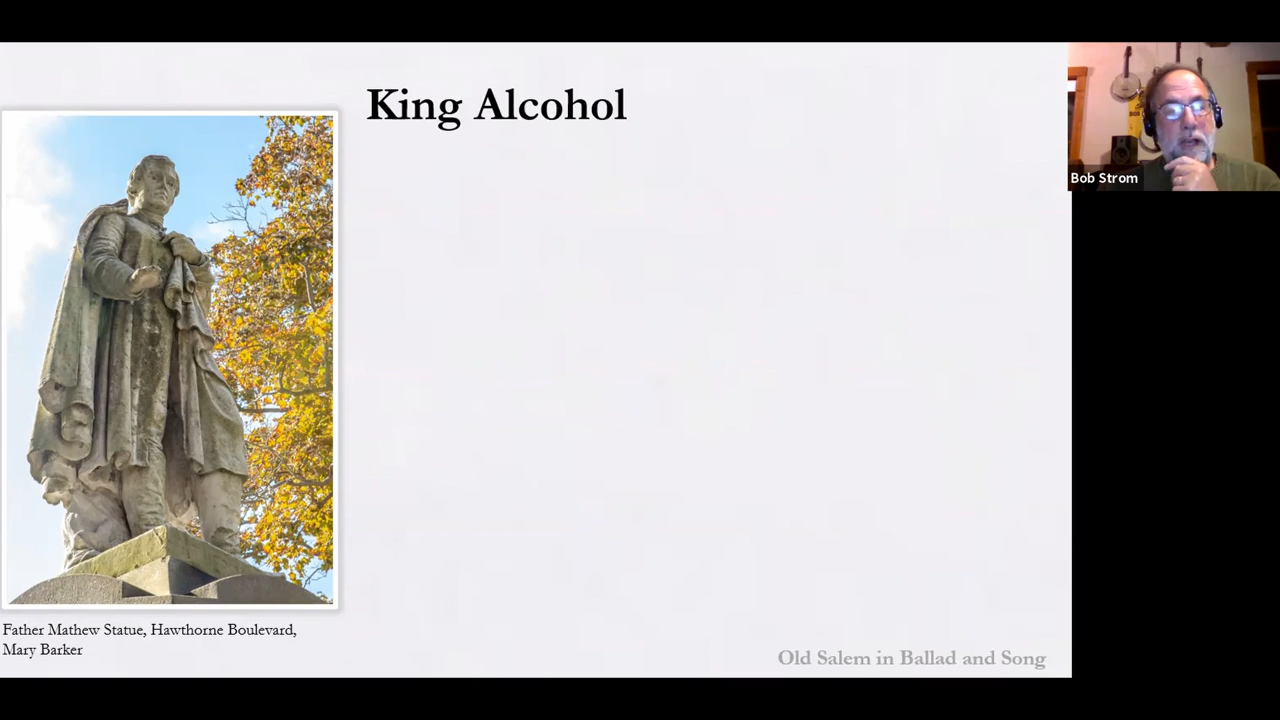 King Alcohol
Bob Strom
Father Mathew Statue, Hawthorne Boulevard,
Mary Barker
Old Salem in Ballad and Song